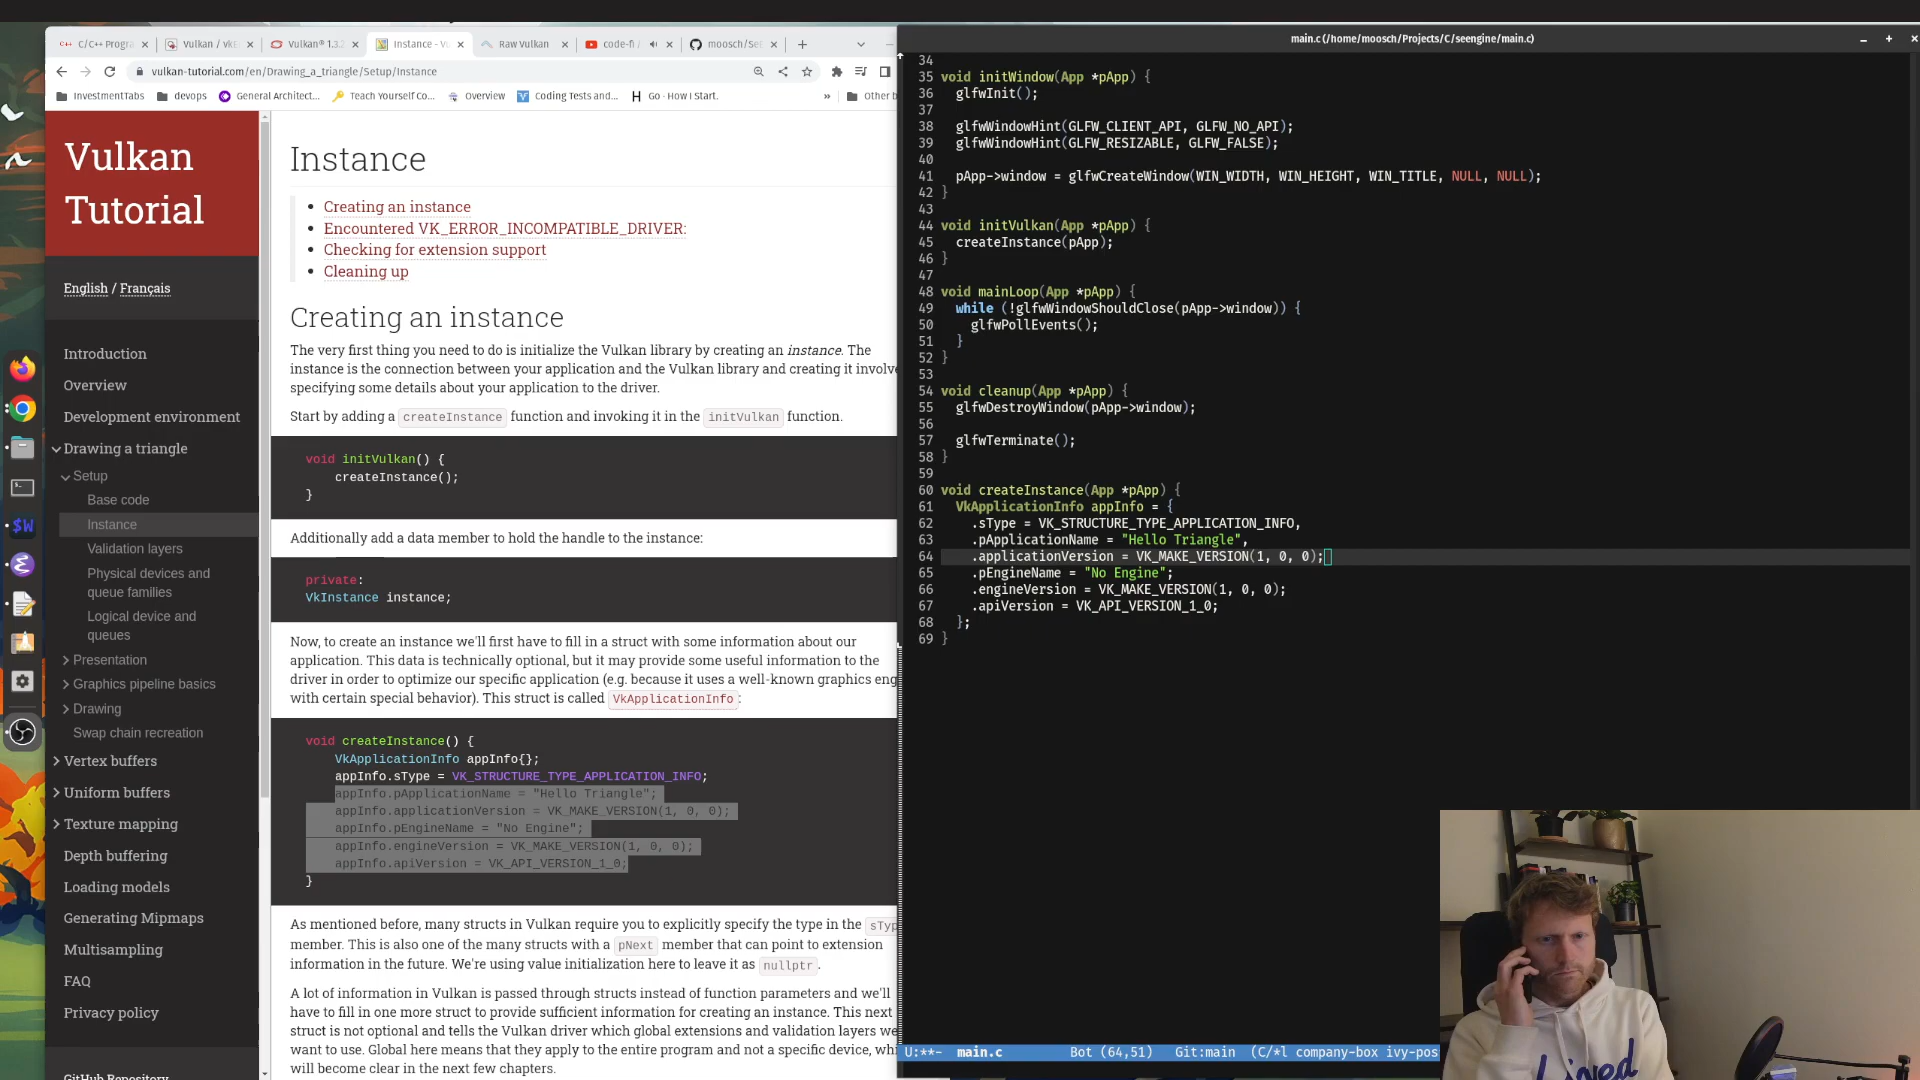 C/C++ Progra
Vulkan / vkE
Vulkan® 1.3.2
Instance - Vu
Raw Vulkan
code-fi /
moosch/Se
main.c (/home/moosch/Projects/C/seengine/main.c)
vulkan-tutorial.com/en/Drawing_a_triangle/Setup/Instance
InvestmentTabs
devops
General Architect...
Teach Yourself Co...
Overview
Coding Tests and...
Go · How I Start.
»
Other b
Vulkan
Tutorial
English / Français
Introduction
Overview
Development environment
Drawing a triangle
Setup
Base code
Instance
Validation layers
Physical devices and
queue families
Logical device and
queues
Presentation
Graphics pipeline basics
Drawing
Swap chain recreation
Vertex buffers
Uniform buffers
Texture mapping
Depth buffering
Loading models
Generating Mipmaps
Multisampling
FAQ
Privacy policy
GitHub Repository
Instance
• Creating an instance
• Encountered VK_ERROR_INCOMPATIBLE_DRIVER:
• Checking for extension support
• Cleaning up
Creating an instance
The very first thing you need to do is initialize the Vulkan library by creating an instance. The
instance is the connection between your application and the Vulkan library and creating it involve
specifying some details about your application to the driver.
Start by adding a createInstance function and invoking it in the initVulkan function.
void initVulkan() {
createInstance();
}
Additionally add a data member to hold the handle to the instance:
private:
VkInstance instance;
Now, to create an instance we'll first have to fill in a struct with some information about our
application. This data is technically optional, but it may provide some useful information to the
driver in order to optimize our specific application (e.g. because it uses a well-known graphics eng
with certain special behavior). This struct is called VkApplicationInfo:
void createInstance() {
VkApplicationInfo appInfo{};
appInfo.sType = VK_STRUCTURE_TYPE_APPLICATION_INFO;
appInfo.pApplicationName = "Hello Triangle";
appInfo.applicationVersion = VK_MAKE_VERSION(1, 0, 0);
appInfo.pEngineName = "No Engine";
appInfo.engineVersion = VK_MAKE_VERSION(1, 0, 0);
appInfo.apiVersion = VK_API_VERSION_1_0;
}
As mentioned before, many structs in Vulkan require you to explicitly specify the type in the sTyp
member. This is also one of the many structs with a pNext member that can point to extension
information in the future. We're using value initialization here to leave it as nullptr.
A lot of information in Vulkan is passed through structs instead of function parameters and we'll
have to fill in one more struct to provide sufficient information for creating an instance. This next
struct is not optional and tells the Vulkan driver which global extensions and validation layers we
want to use. Global here means that they apply to the entire program and not a specific device, whi
will become clear in the next few chapters.
34
35 void initWindow(App *pApp) {
36 glfwInit();
37
38 glfwWindowHint(GLFW_CLIENT_API, GLFW_NO_API);
39 glfwWindowHint(GLFW_RESIZABLE, GLFW_FALSE);
40
41 pApp->window = glfwCreateWindow(WIN_WIDTH, WIN_HEIGHT, WIN_TITLE, NULL, NULL);
42 }
43
44 void initVulkan(App *pApp) {
45 createInstance(pApp);
46 }
47
48 void mainLoop(App *pApp) {
49 while (!glfwWindowShouldClose(pApp->window)) {
50 glfwPollEvents();
51 }
52 }
53
54 void cleanup(App *pApp) {
55 glfwDestroyWindow(pApp->window);
56
57 glfwTerminate();
58 }
59
60 void createInstance(App *pApp) {
61 VkApplicationInfo appInfo = {
62 .sType = VK_STRUCTURE_TYPE_APPLICATION_INFO,
63 .pApplicationName = "Hello Triangle",
64 .applicationVersion = VK_MAKE_VERSION(1, 0, 0);
65 .pEngineName = "No Engine";
66 .engineVersion = VK_MAKE_VERSION(1, 0, 0);
67 .apiVersion = VK_API_VERSION_1_0;
68 };
69 }
U:**- main.c Bot (64,51) Git:main (C/*l company-box ivy-pos
$W